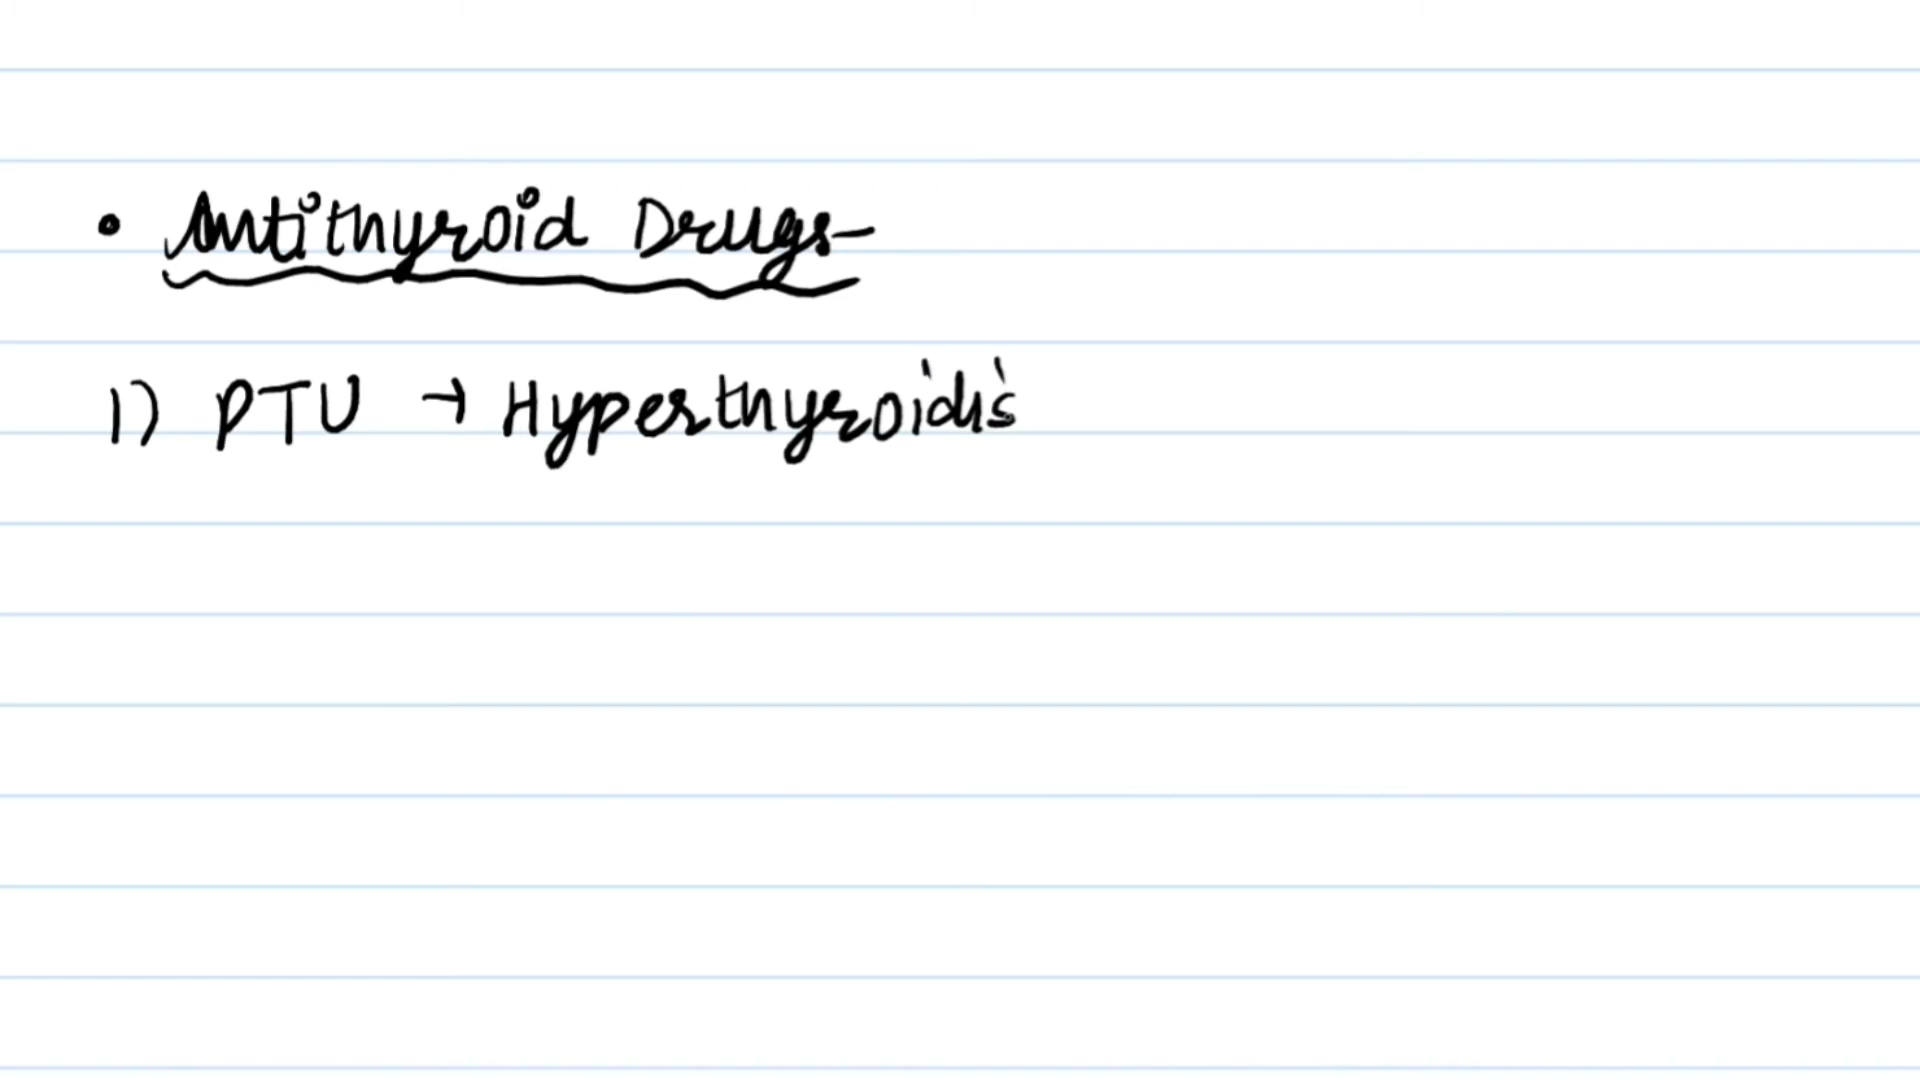 • Antithyroid Drugs-
1) PTU → Hyperthyroidis